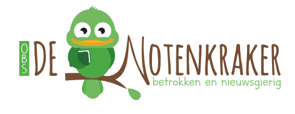 OBS DE NOTENKRAKER
betrokken en nieuwsgierig